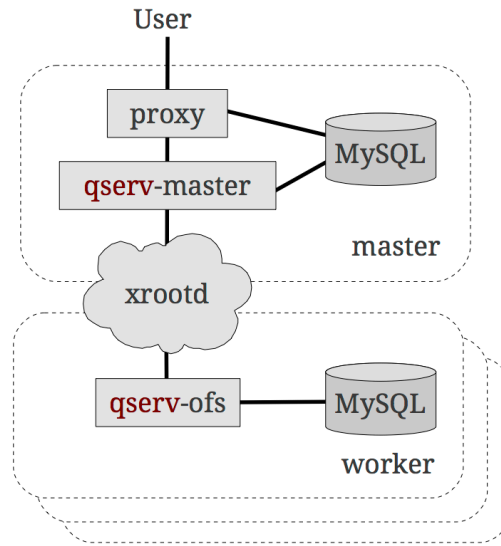 User
proxy
MySQL
qserv-master
master
xrootd
qserv-ofs
MySQL
worker